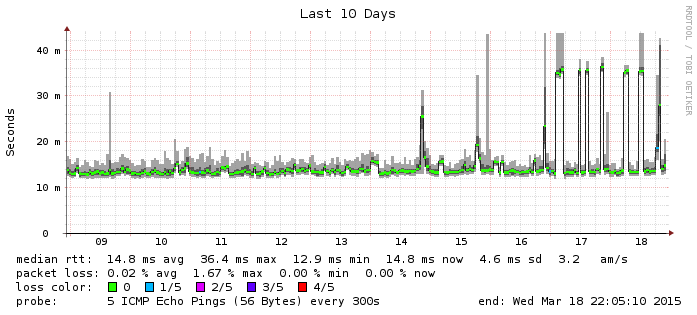 Last 10 Days
RRDTOOL / TOBI OETIKER
Seconds
40 m
30 m
20 m
10 m
0
09 10 11 12 13 14 15 16 17 18
median rtt: 14.8 ms avg 36.4 ms max 12.9 ms min 14.8 ms now 4.6 ms sd 3.2 am/s
packet loss: 0.02 % avg 1.67 % max 0.00 % min 0.00 % now
loss color: 0 1/5 2/5 3/5 4/5
probe: 5 ICMP Echo Pings (56 Bytes) every 300s end: Wed Mar 18 22:05:10 2015